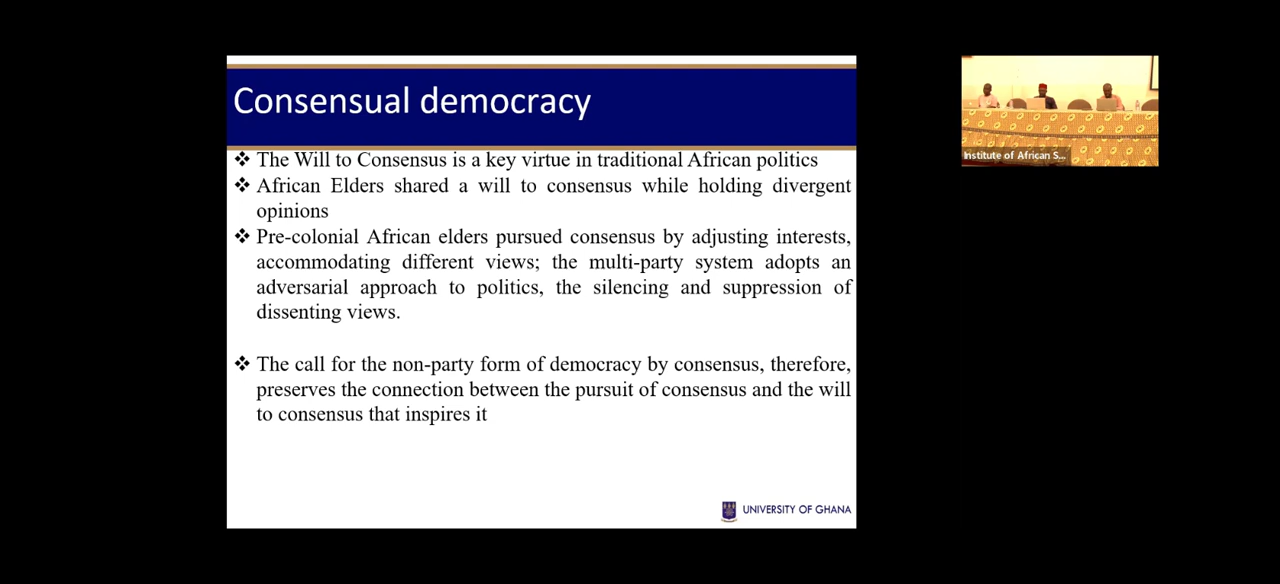 Consensual democracy
❖ The Will to Consensus is a key virtue in traditional African politics
❖ African Elders shared a will to consensus while holding divergent
opinions
❖ Pre-colonial African elders pursued consensus by adjusting interests,
accommodating different views; the multi-party system adopts an
adversarial approach to politics, the silencing and suppression of
dissenting views.
❖ The call for the non-party form of democracy by consensus, therefore,
preserves the connection between the pursuit of consensus and the will
to consensus that inspires it
UNIVERSITY OF GHANA
Institute of African S...